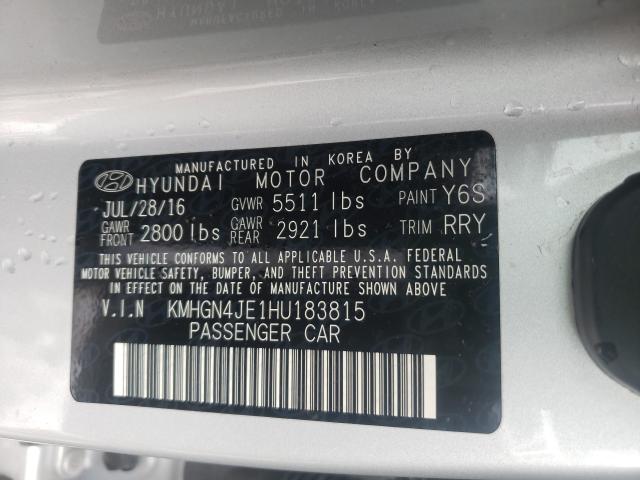 MANUFACTURED IN KOREA BY
HYUNDAI MOTOR COMPANY
JUL/28/16 GVWR 5511 lbs PAINT Y6S
GAWR FRONT 2800 lbs GAWR REAR 2921 lbs TRIM RRY
THIS VEHICLE CONFORMS TO ALL APPLICABLE U.S.A. FEDERAL
MOTOR VEHICLE SAFETY, BUMPER, AND THEFT PREVENTION STANDARDS
IN EFFECT ON THE DATE OF MANUFACTURE SHOWN ABOVE.
V.I.N KMHGN4JE1HU183815
PASSENGER CAR